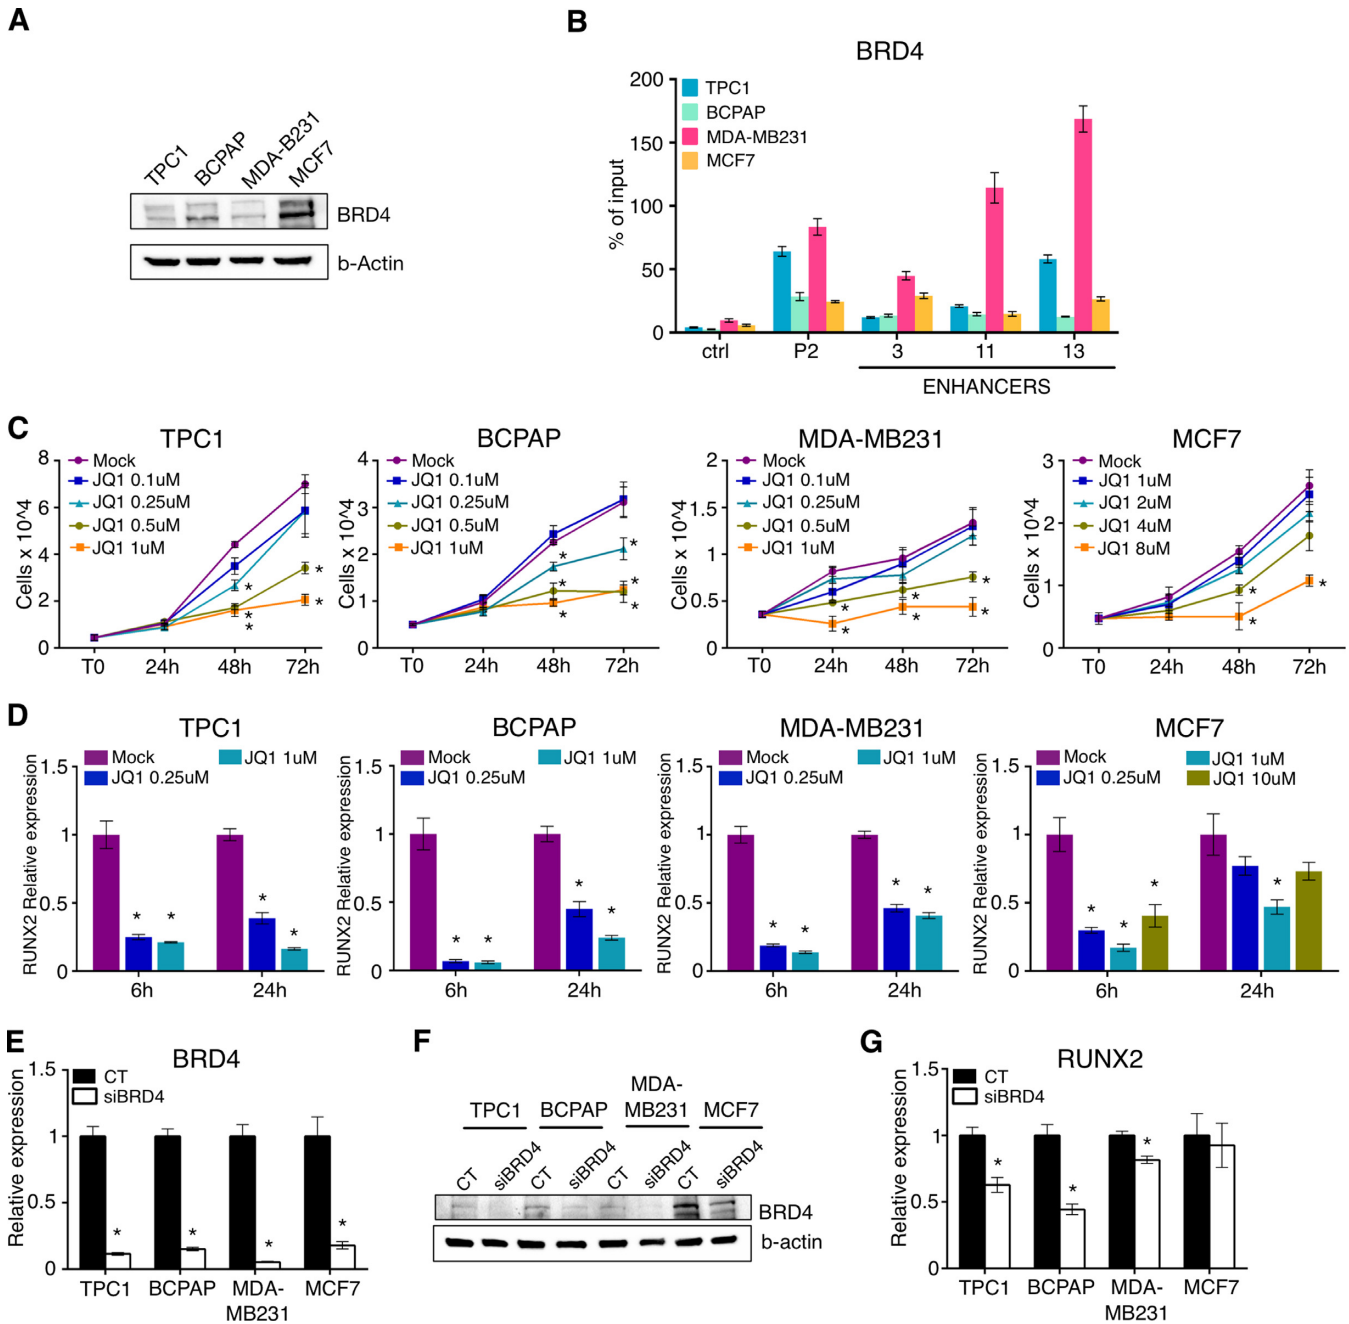 A
TPC1
BCPAP
MDA-B231
MCF7
BRD4
b-Actin
B
BRD4
% of input
200
150
100
50
0
TPC1
BCPAP
MDA-MB231
MCF7
ctrl
P2
3
11
13
ENHANCERS
C
TPC1
Cells x 10^4
8
6
4
2
0
Mock
JQ1 0.1uM
JQ1 0.25uM
JQ1 0.5uM
JQ1 1uM
* * * * *
T0 24h 48h 72h
BCPAP
Cells x 10^4
4
3
2
1
0
Mock
JQ1 0.1uM
JQ1 0.25uM
JQ1 0.5uM
JQ1 1uM
* * * * * *
T0 24h 48h 72h
MDA-MB231
Cells x 10^4
2
1.5
1
0.5
0
Mock
JQ1 0.1uM
JQ1 0.25uM
JQ1 0.5uM
JQ1 1uM
* * * * * *
T0 24h 48h 72h
MCF7
Cells x 10^4
3
2
1
0
Mock
JQ1 1uM
JQ1 2uM
JQ1 4uM
JQ1 8uM
* * *
T0 24h 48h 72h
D
TPC1
RUNX2 Relative expression
1.5
1
0.5
0
Mock
JQ1 0.25uM
JQ1 1uM
* * * *
6h 24h
BCPAP
RUNX2 Relative expression
1.5
1
0.5
0
Mock
JQ1 0.25uM
JQ1 1uM
* * * *
6h 24h
MDA-MB231
RUNX2 Relative expression
1.5
1
0.5
0
Mock
JQ1 0.25uM
JQ1 1uM
* * * *
6h 24h
MCF7
RUNX2 Relative expression
1.5
1
0.5
0
Mock
JQ1 0.25uM
JQ1 1uM
JQ1 10uM
* * * *
6h 24h
E
BRD4
Relative expression
1.5
1
0.5
0
CT
siBRD4
* * * *
TPC1
BCPAP
MDA-
MB231
MCF7
F
TPC1
BCPAP
MDA-
MB231
MCF7
CT
siBRD4
CT
siBRD4
CT
siBRD4
CT
siBRD4
BRD4
b-actin
G
RUNX2
Relative expression
1.5
1
0.5
0
CT
siBRD4
* * *
TPC1
BCPAP
MDA-
MB231
MCF7